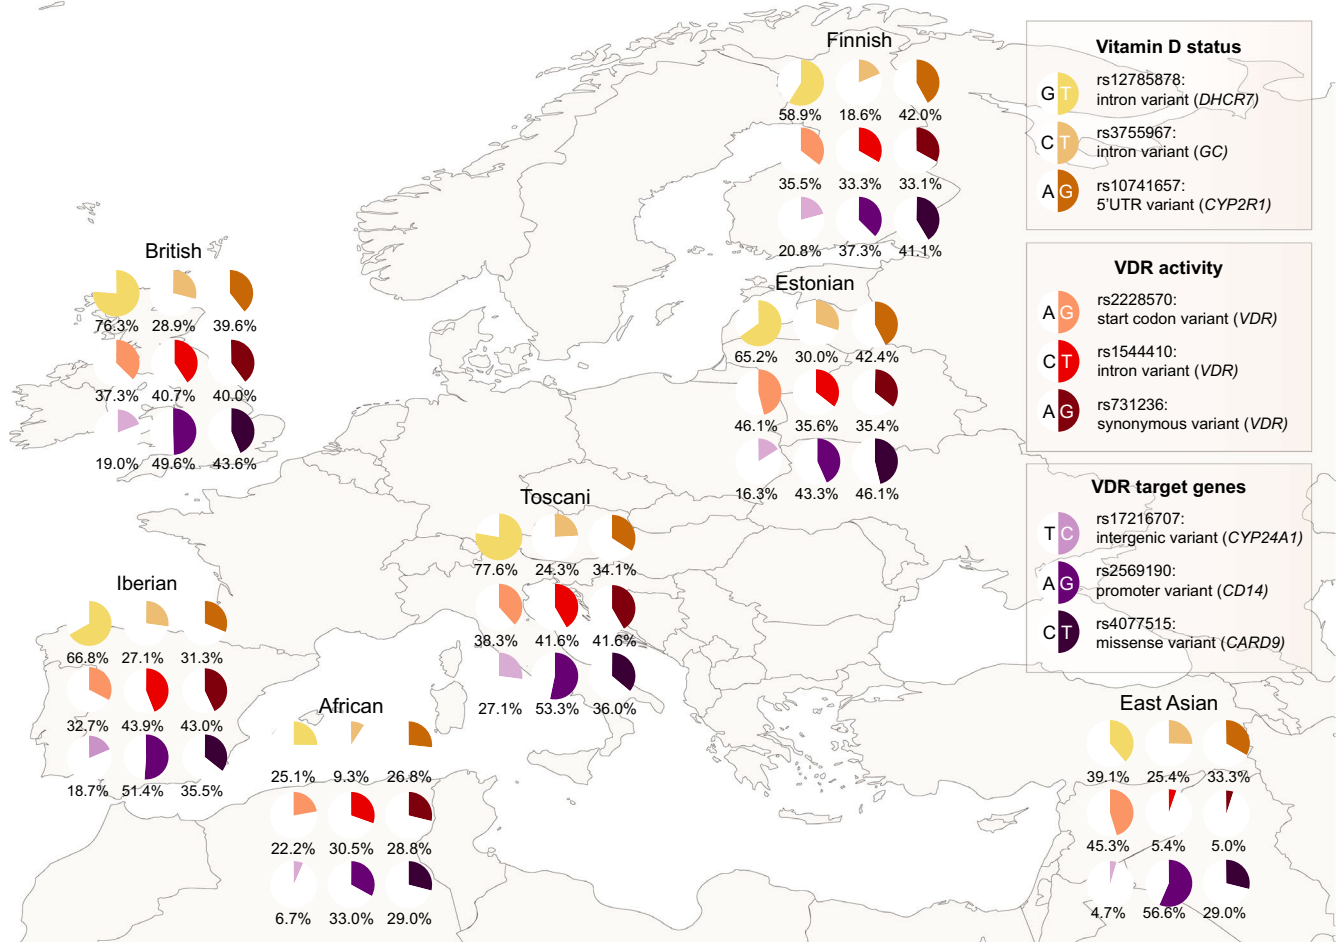 Finnish
58.9% 18.6% 42.0%
35.5% 33.3% 33.1%
20.8% 37.3% 41.1%
British
76.3% 28.9% 39.6%
37.3% 40.7% 40.0%
19.0% 49.6% 43.6%
Estonian
65.2% 30.0% 42.4%
46.1% 35.6% 35.4%
16.3% 43.3% 46.1%
Toscani
77.6% 24.3% 34.1%
38.3% 41.6% 41.6%
27.1% 53.3% 36.0%
Iberian
66.8% 27.1% 31.3%
32.7% 43.9% 43.0%
18.7% 51.4% 35.5%
African
25.1% 9.3% 26.8%
22.2% 30.5% 28.8%
6.7% 33.0% 29.0%
East Asian
39.1% 25.4% 33.3%
45.3% 5.4% 5.0%
4.7% 56.6% 29.0%
Vitamin D status
G T rs12785878:
intron variant (DHCR7)
C T rs3755967:
intron variant (GC)
A G rs10741657:
5'UTR variant (CYP2R1)
VDR activity
A G rs2228570:
start codon variant (VDR)
C T rs1544410:
intron variant (VDR)
A G rs731236:
synonymous variant (VDR)
VDR target genes
T C rs17216707:
intergenic variant (CYP24A1)
A G rs2569190:
promoter variant (CD14)
C T rs4077515:
missense variant (CARD9)